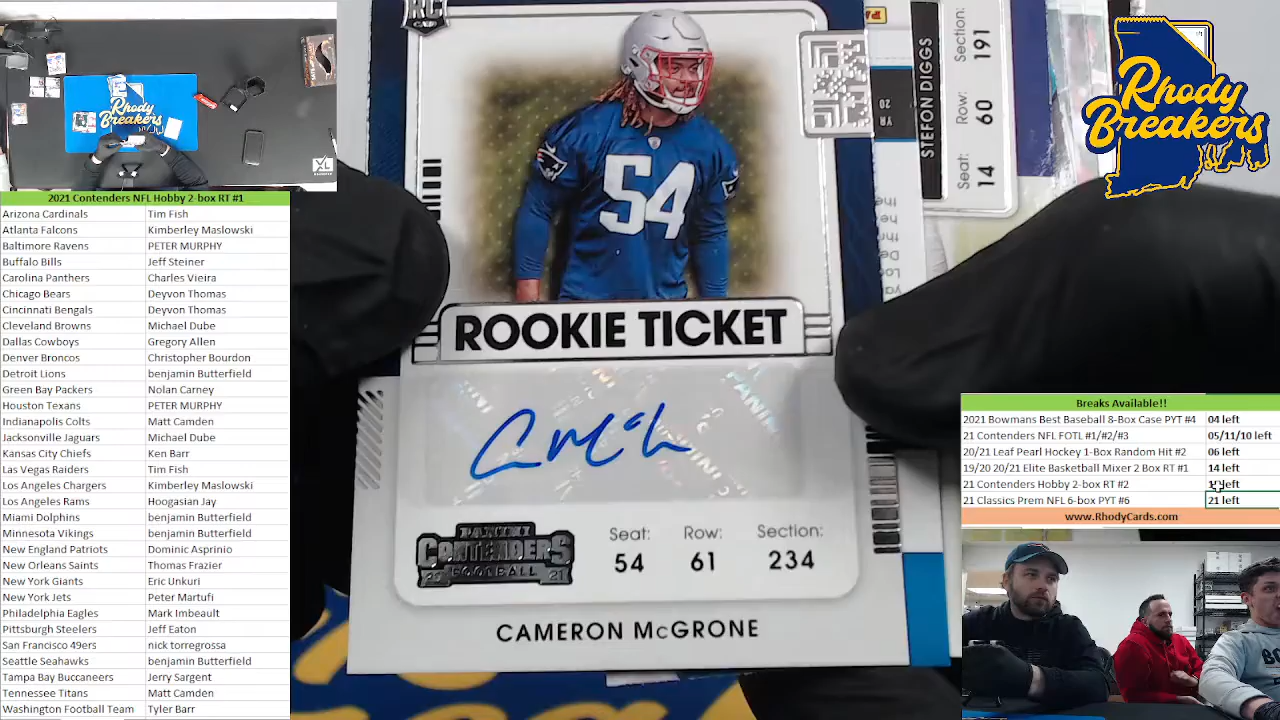 2021 Contenders NFL Hobby 2-box RT #1
Arizona Cardinals Tim Fish
Atlanta Falcons Kimberley Maslowski
Baltimore Ravens PETER MURPHY
Buffalo Bills Jeff Steiner
Carolina Panthers Charles Vieira
Chicago Bears Deyvon Thomas
Cincinnati Bengals Deyvon Thomas
Cleveland Browns Michael Dube
Dallas Cowboys Gregory Allen
Denver Broncos Christopher Bourdon
Detroit Lions benjamin Butterfield
Green Bay Packers Nolan Carney
Houston Texans PETER MURPHY
Indianapolis Colts Matt Camden
Jacksonville Jaguars Michael Dube
Kansas City Chiefs Ken Barr
Las Vegas Raiders Tim Fish
Los Angeles Chargers Kimberley Maslowski
Los Angeles Rams Hoogasian Jay
Miami Dolphins benjamin Butterfield
Minnesota Vikings benjamin Butterfield
New England Patriots Dominic Asprinio
New Orleans Saints Thomas Frazier
New York Giants Eric Unkuri
New York Jets Peter Martufi
Philadelphia Eagles Mark Imbeault
Pittsburgh Steelers Jeff Eaton
San Francisco 49ers nick torregrossa
Seattle Seahawks benjamin Butterfield
Tampa Bay Buccaneers Jerry Sargent
Tennessee Titans Matt Camden
Washington Football Team Tyler Barr
Rhody
Breakers
XL
54
ROOKIE TICKET
PANINI
CONTENDERS
20 FOOTBALL 21
Seat: Row: Section:
54 61 234
CAMERON McGRONE
STEFON DIGGS
Seat: Row: Section:
14 60 191
Rhody
Breakers
Breaks Available!!
2021 Bowmans Best Baseball 8-Box Case PYT #4 04 left
21 Contenders NFL FOTL #1/#2/#3 05/11/10 left
20/21 Leaf Pearl Hockey 1-Box Random Hit #2 06 left
19/20 20/21 Elite Basketball Mixer 2 Box RT #1 14 left
21 Contenders Hobby 2-box RT #2 left
21 Classics Prem NFL 6-box PYT #6 21 left
www.RhodyCards.com